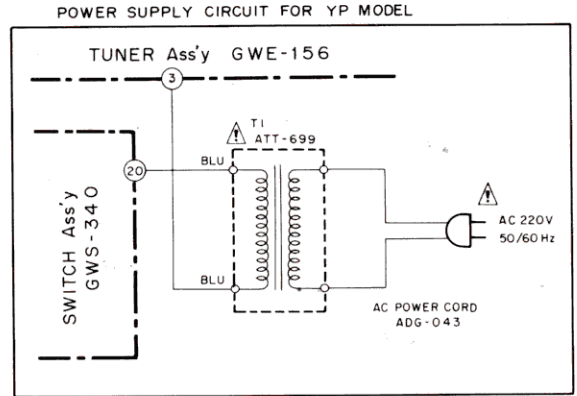 POWER SUPPLY CIRCUIT FOR YP MODEL
TUNER Ass'y GWE-156
3
T1
ATT-699
BLU
20
SWITCH Ass'y
GWS-340
AC 220V
50/60 Hz
BLU
AC POWER CORD
ADG-043